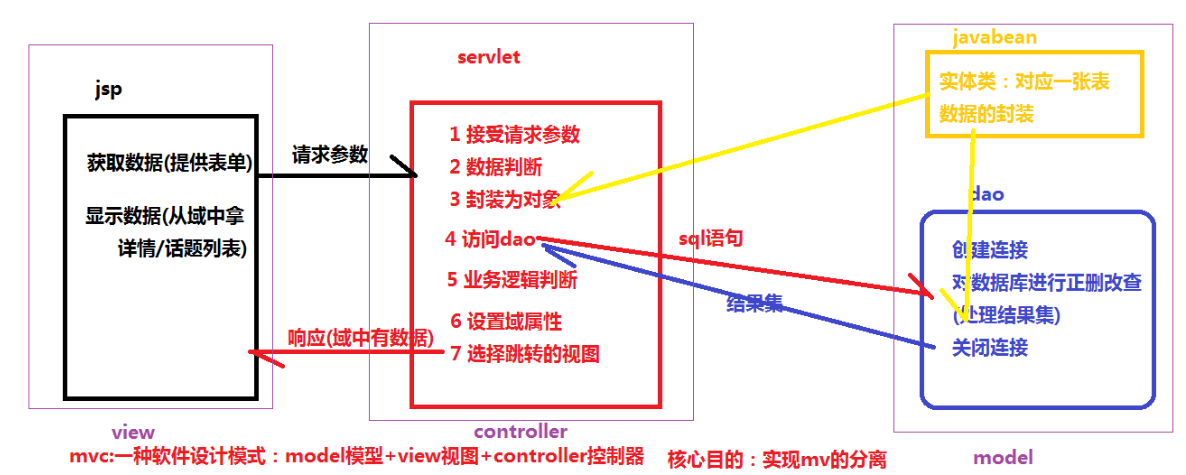 jsp
获取数据(提供表单)
显示数据(从域中拿
详情/话题列表)
view
请求参数
响应(域中有数据)
servlet
1 接受请求参数
2 数据判断
3 封装为对象
4 访问dao
5 业务逻辑判断
6 设置域属性
7 选择跳转的视图
controller
sql语句
结果集
javabean
实体类：对应一张表
数据的封装
dao
创建连接
对数据库进行正删改查
(处理结果集)
关闭连接
model
mvc:一种软件设计模式：model模型+view视图+controller控制器
核心目的：实现mv的分离